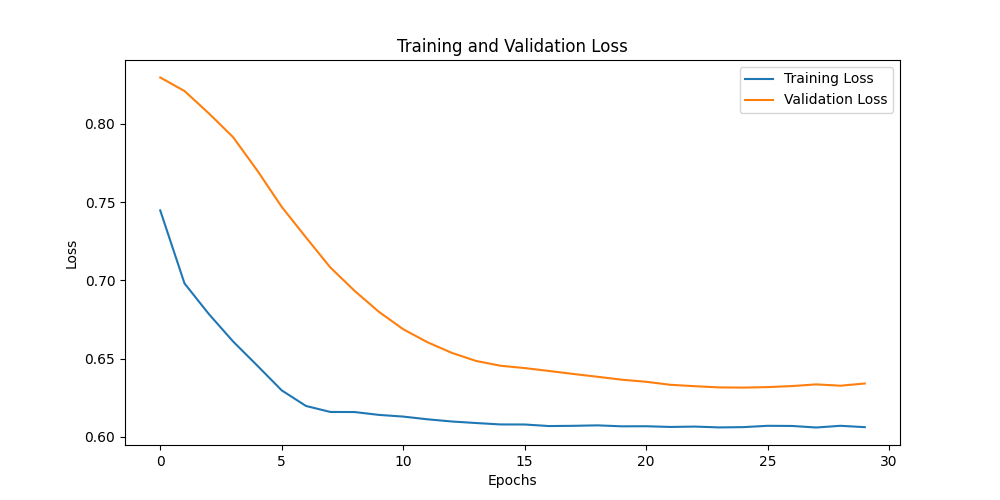 Training and Validation Loss
Training Loss
Validation Loss
0.80
0.75
0.70
0.65
0.60
Loss
0 5 10 15 20 25 30
Epochs